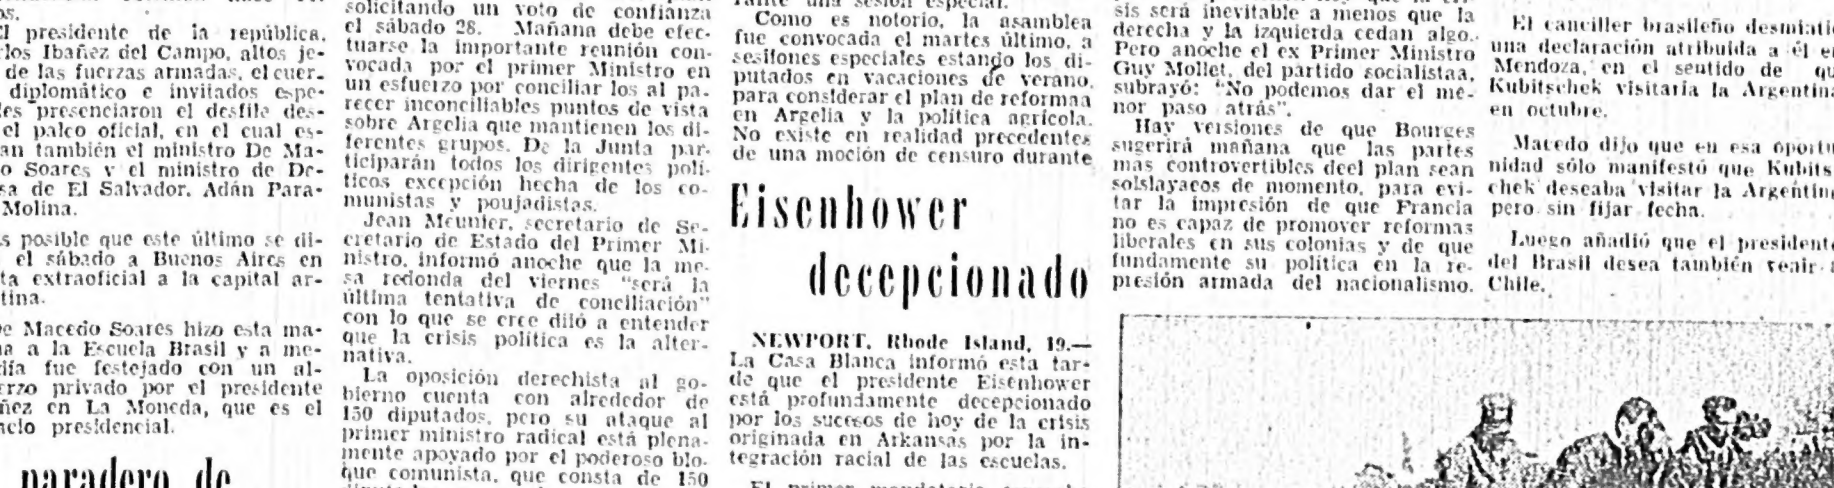 l presidente de la república,
los Ibañez del Campo, altos je-
de las fuerzas armadas, el cuer-
diplomático e invitados espe-
es presenciaron el desfile des-
el palco oficial, en el cual es-
an también el ministro De Ma-
o Soares y el ministro de De-
sa de El Salvador, Adán Para-
Molina.
s posible que este último se di-
el sábado a Buenos Aires en
ta extraoficial a la capital ar-
tina.
e Macedo Soares hizo esta ma-
na a la Escuela Brasil y a me-
día fue festejado con un al-
erzo privado por el presidente
ñez en La Moneda, que es el
acio presidencial.
paradero de
solicitando un voto de confianza
el sábado 28. Mañana debe efec-
tuarse la importante reunión con-
vocada por el primer Ministro en
un esfuerzo por conciliar los al pa-
recer inconciliables puntos de vista
sobre Argelia que mantienen los di-
ferentes grupos. De la Junta par-
ticiparán todos los dirigentes polí-
ticos excepción hecha de los co-
munistas y poujadistas.
Jean Meunier, secretario de Se-
cretario de Estado del Primer Mi-
nistro, informó anoche que la me-
sa redonda del viernes "será la
última tentativa de conciliación"
con lo que se cree dió a entender
que la crisis política es la alter-
nativa.
La oposición derechista al go-
bierno cuenta con alrededor de
150 diputados, pero su ataque al
primer ministro radical está plena-
mente apoyado por el poderoso blo-
que comunista, que consta de 150
rante una sesión especial.
Como es notorio, la asamblea
fue convocada el martes último, a
sesiiones especiales estando los di-
putados en vacaciones de verano,
para considerar el plan de reformaa
en Argelia y la política agrícola.
No existe en realidad precedentes
de una moción de censuro durante
Eisenhower
decepcionado
NEWPORT, Rhode Island, 19.—
La Casa Blanca informó esta tar-
de que el presidente Eisenhower
está profundamente decepcionado
por los sucesos de hoy de la crisis
originada en Arkansas por la in-
tegración racial de las escuelas.
El primer
sis será inevitable a menos que la
derecha y la izquierda cedan algo.
Pero anoche el ex Primer Ministro
Guy Mollet, del partido socialistaa,
subrayó: "No podemos dar el me-
nor paso atrás".
Hay versiones de que Bourges
sugerirá mañana que las partes
mas controvertibles deel plan sean
solslayacos de momento, para evi-
tar la impresión de que Francia
no es capaz de promover reformas
liberales en sus colonias y de que
fundamente su política en la re-
presión armada del nacionalismo.
El canciller brasileño desmiatió
una declaración atribuida a él en
Mendoza, en el sentido de qu
Kubitschek visitaria la Argentina
en octubre.
Macedo dijo que en esa oportu
nidad sólo manifestó que Kubits-
chek deseaba visitar la Argentina
pero sin fijar fecha.
Luego añadió que el presidente
del Brasil desea también
Chile.